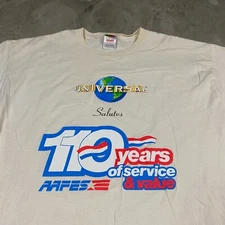 UNIVERSAL
Salutes
110 years
of service
& value
AAFES